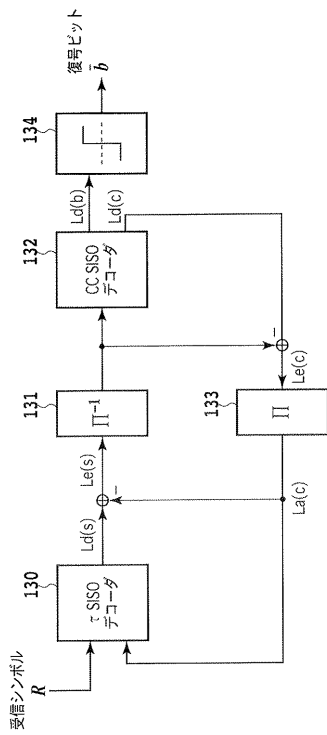 受信シンボル
R
130
τ SISO
デコーダ
Ld(s)
−
Le(s)
131
Π⁻¹
132
CC SISO
デコーダ
Ld(b)
Ld(c)
134
復号ビット
b̄
−
Le(c)
133
Π
La(c)